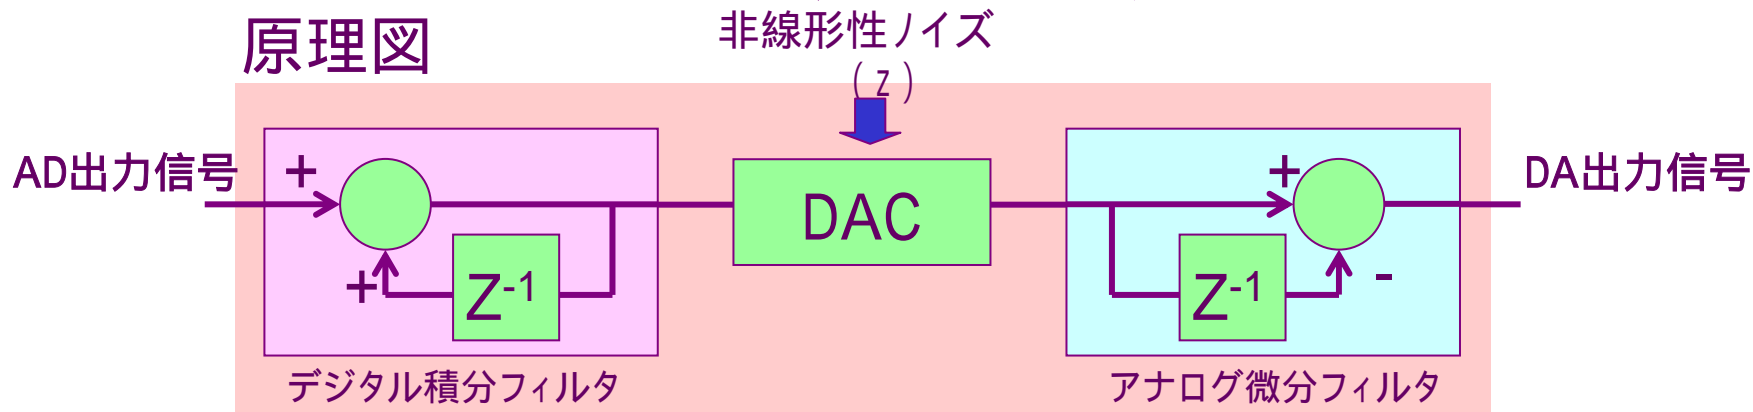 原理図
非線形性ノイズ
(z)
AD出力信号
+
+
Z-1
DAC
+
-
Z-1
DA出力信号
デジタル積分フィルタ
アナログ微分フィルタ